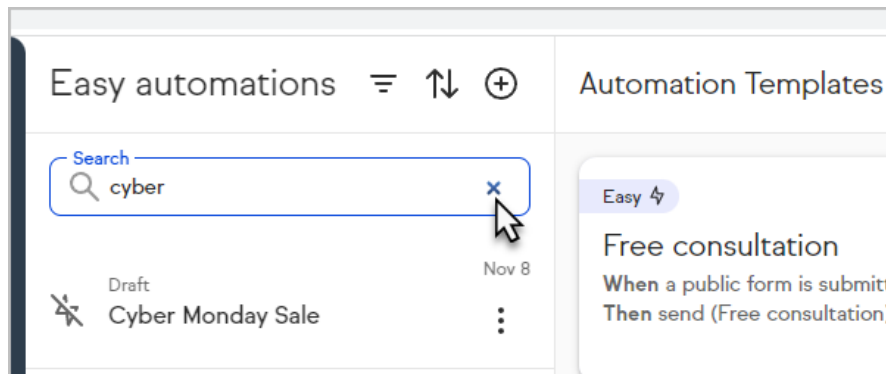 Easy automations
Automation Templates
Search
cyber
Nov 8
Draft
Cyber Monday Sale
Easy
Free consultation
When a public form is submitt
Then send (Free consultation)